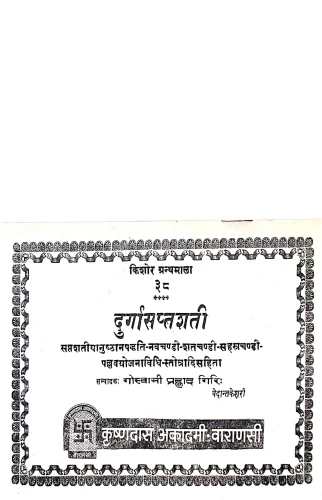 किशोर ग्रन्थमाला
३८
****
दुर्गासप्तशती
सप्तशतीयानुष्ठानपद्धति-नवचण्डी-शतचण्डी-सहस्रचण्डी-
पल्लवयोजनाविधि-स्तोत्रादिसहिता
सम्पादकः गोस्वामी प्रह्लाद गिरिः
वेदान्तकेशरी
कृष्णदास अकादमी-वाराणसी